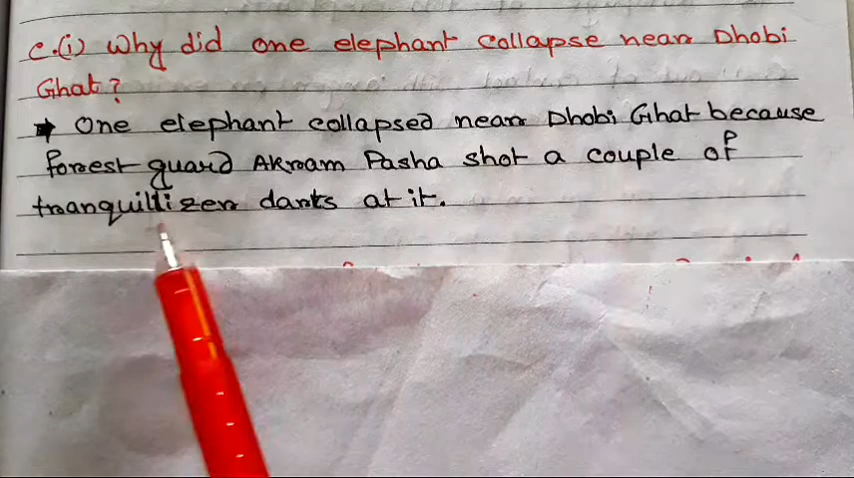 c.(i) Why did one elephant collapse near Dhobi
Ghat?
→ One elephant collapsed near Dhobi Ghat because
forest guard Akram Pasha shot a couple of
tranquillizer darts at it.